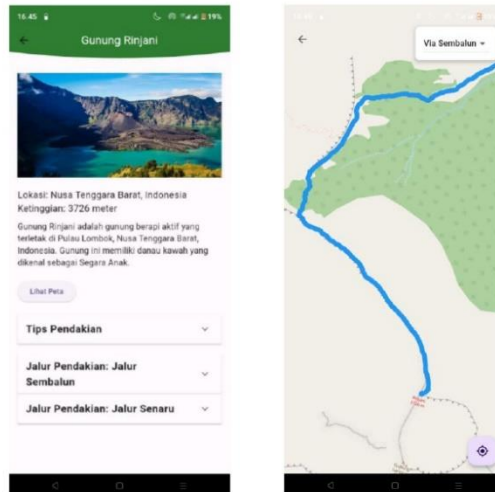 16.45
19%
Gunung Rinjani
Lokasi: Nusa Tenggara Barat, Indonesia
Ketinggian: 3726 meter
Gunung Rinjani adalah gunung berapi aktif yang
terletak di Pulau Lombok, Nusa Tenggara Barat,
Indonesia. Gunung ini memiliki danau kawah yang
dikenal sebagai Segara Anak.
Lihat Peta
Tips Pendakian
Jalur Pendakian: Jalur
Sembalun
Jalur Pendakian: Jalur Senaru
Via Sembalun